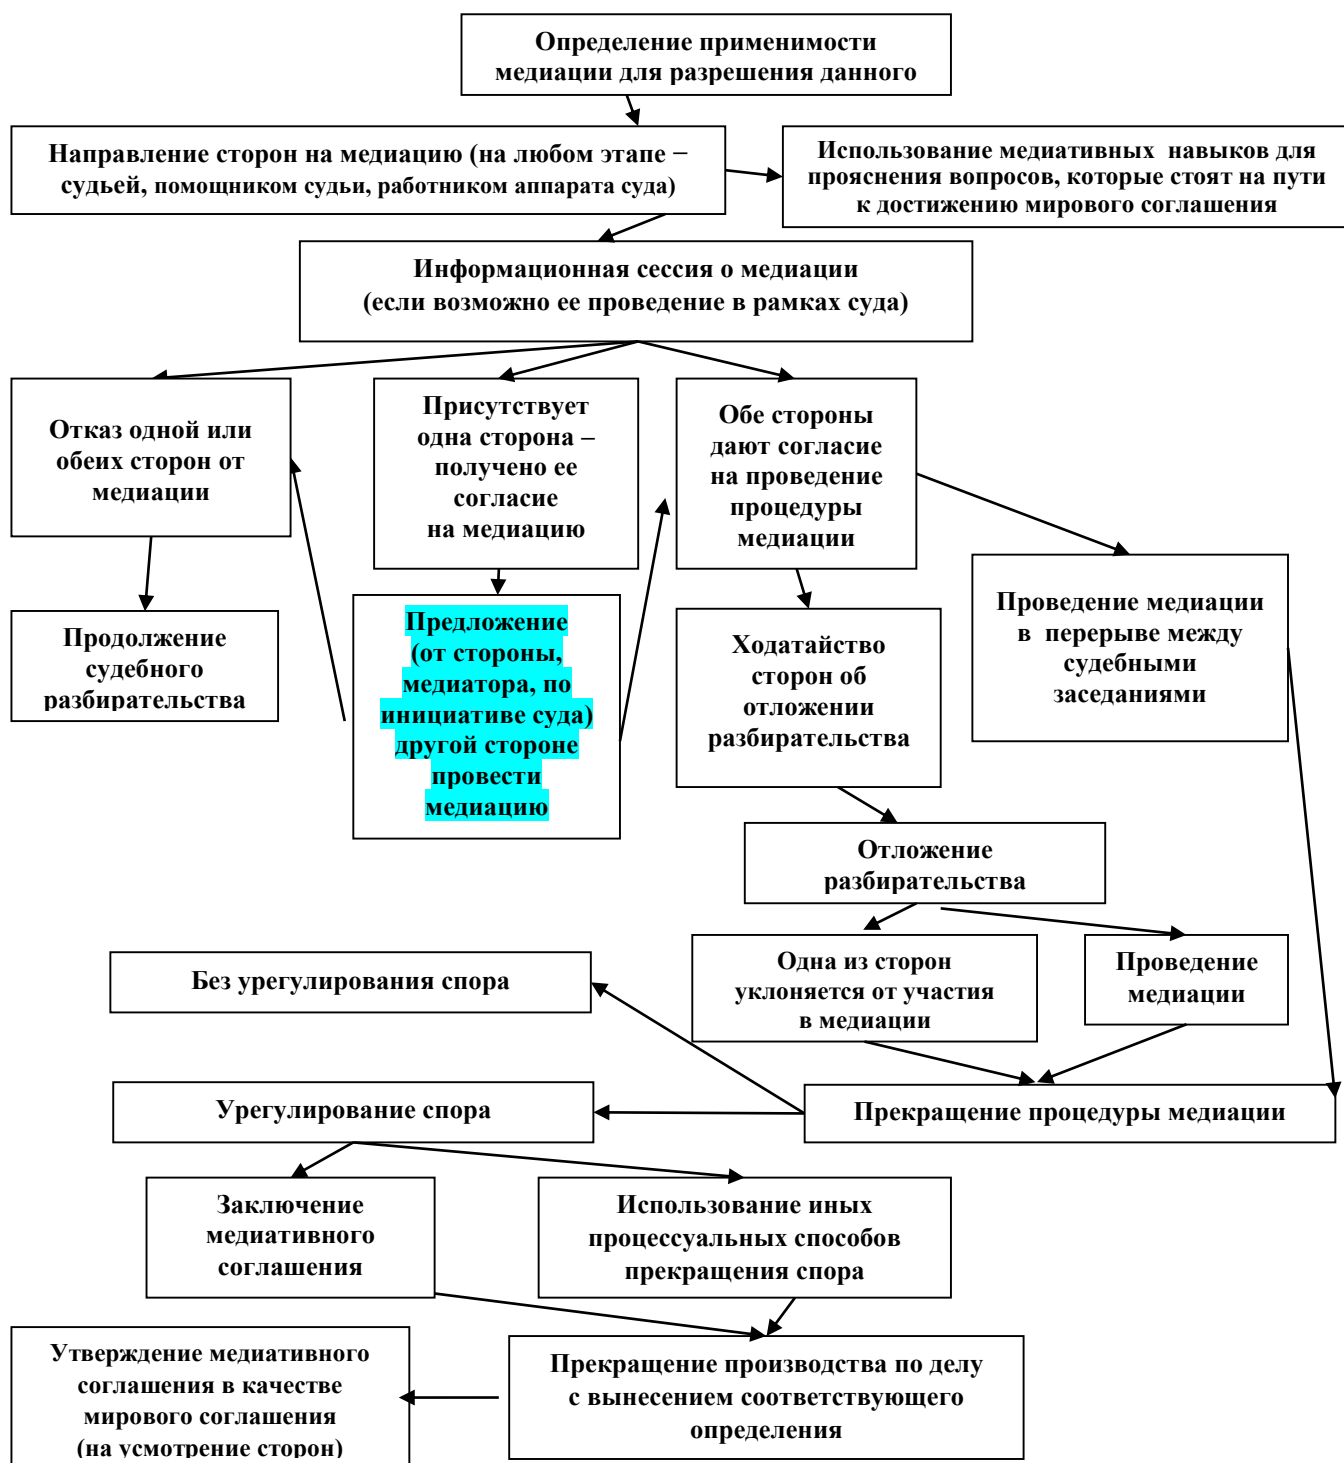 Определение применимости
медиации для разрешения данного
Направление сторон на медиацию (на любом этапе –
судьей, помощником судьи, работником аппарата суда)
Использование медиативных навыков для
прояснения вопросов, которые стоят на пути
к достижению мирового соглашения
Информационная сессия о медиации
(если возможно ее проведение в рамках суда)
Отказ одной или
обеих сторон от
медиации
Присутствует
одна сторона –
получено ее
согласие
на медиацию
Обе стороны
дают согласие
на проведение
процедуры
медиации
Проведение медиации
в перерыве между
судебными
заседаниями
Продолжение
судебного
разбирательства
Предложение
(от стороны,
медиатора, по
инициативе суда)
другой стороне
провести
медиацию
Ходатайство
сторон об
отложении
разбирательства
Отложение
разбирательства
Одна из сторон
уклоняется от участия
в медиации
Проведение
медиации
Без урегулирования спора
Урегулирование спора
Прекращение процедуры медиации
Заключение
медиативного
соглашения
Использование иных
процессуальных способов
прекращения спора
Утверждение медиативного
соглашения в качестве
мирового соглашения
(на усмотрение сторон)
Прекращение производства по делу
с вынесением соответствующего
определения